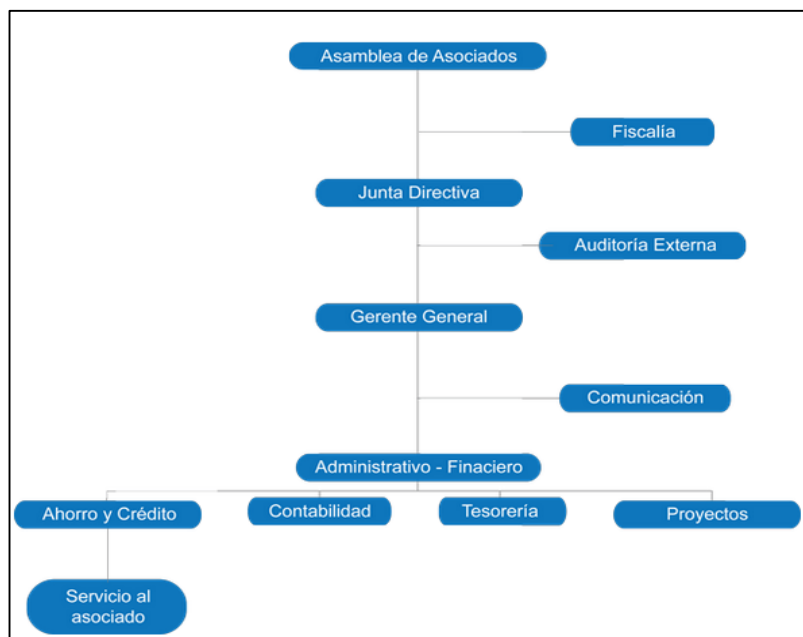 Asamblea de Asociados
Fiscalía
Junta Directiva
Auditoría Externa
Gerente General
Comunicación
Administrativo - Finaciero
Ahorro y Crédito
Contabilidad
Tesorería
Proyectos
Servicio al
asociado